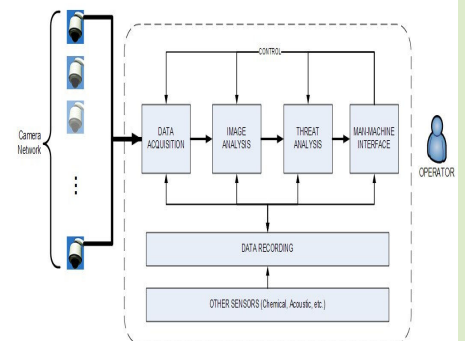 CONTROL
Camera
Network
DATA
ACQUISITION
IMAGE
ANALYSIS
THREAT
ANALYSIS
MAN-MACHINE
INTERFACE
OPERATOR
DATA RECORDING
OTHER SENSORS (Chemical, Acoustic, etc.)